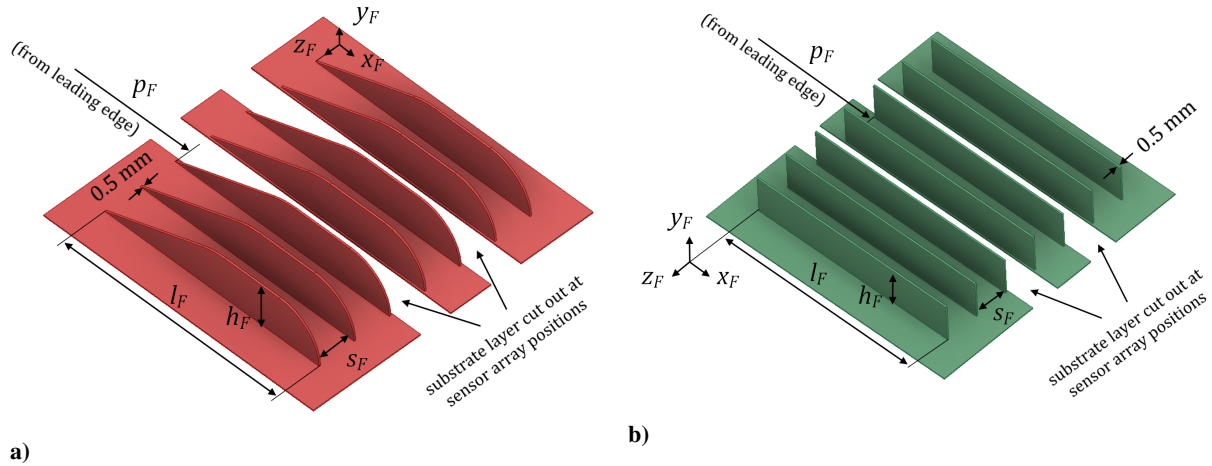 y_F
z_F
x_F
(from leading edge)
p_F
0.5 mm
l_F
h_F
s_F
substrate layer cut out at
sensor array positions
a)
(from leading edge)
p_F
0.5 mm
y_F
z_F
x_F
l_F
h_F
s_F
substrate layer cut out at
sensor array positions
b)